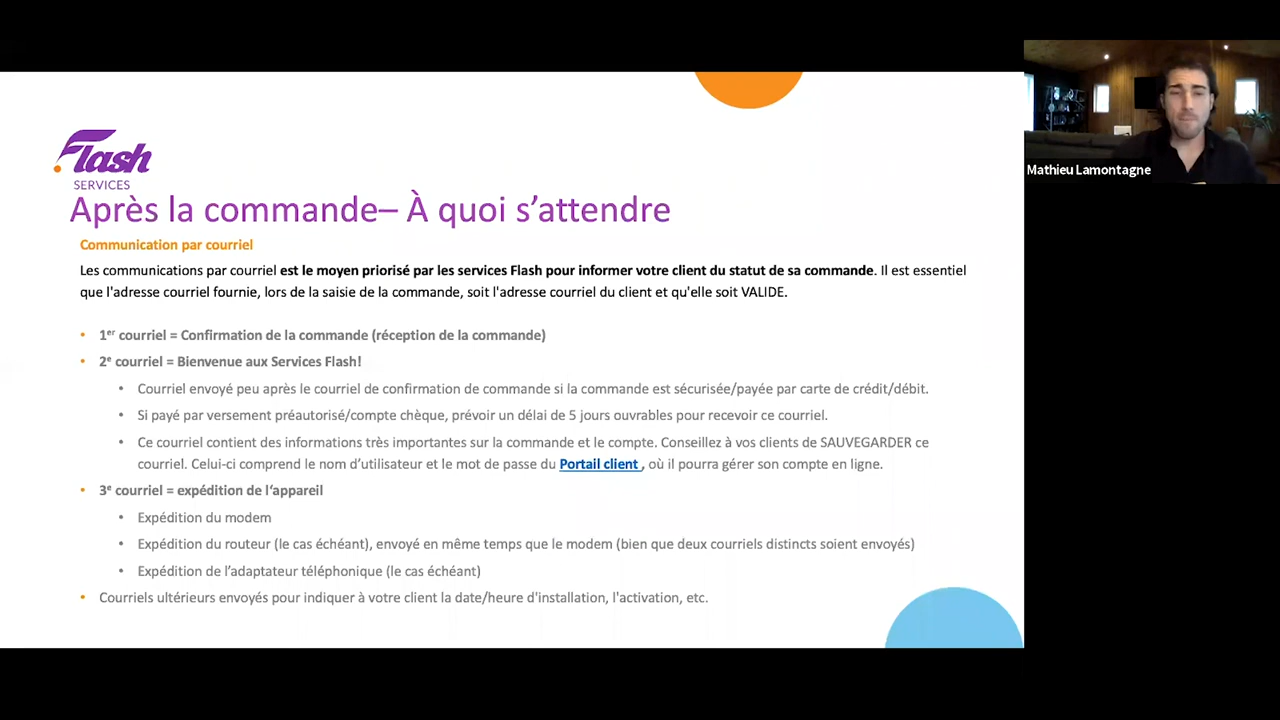 Flash
SERVICES
Après la commande– À quoi s’attendre
Communication par courriel
Les communications par courriel est le moyen priorisé par les services Flash pour informer votre client du statut de sa commande. Il est essentiel
que l'adresse courriel fournie, lors de la saisie de la commande, soit l'adresse courriel du client et qu'elle soit VALIDE.
• 1er courriel = Confirmation de la commande (réception de la commande)
• 2e courriel = Bienvenue aux Services Flash!
• Courriel envoyé peu après le courriel de confirmation de commande si la commande est sécurisée/payée par carte de crédit/débit.
• Si payé par versement préautorisé/compte chèque, prévoir un délai de 5 jours ouvrables pour recevoir ce courriel.
• Ce courriel contient des informations très importantes sur la commande et le compte. Conseillez à vos clients de SAUVEGARDER ce
courriel. Celui-ci comprend le nom d’utilisateur et le mot de passe du Portail client , où il pourra gérer son compte en ligne.
• 3e courriel = expédition de l‘appareil
• Expédition du modem
• Expédition du routeur (le cas échéant), envoyé en même temps que le modem (bien que deux courriels distincts soient envoyés)
• Expédition de l’adaptateur téléphonique (le cas échéant)
• Courriels ultérieurs envoyés pour indiquer à votre client la date/heure d'installation, l'activation, etc.
Mathieu Lamontagne